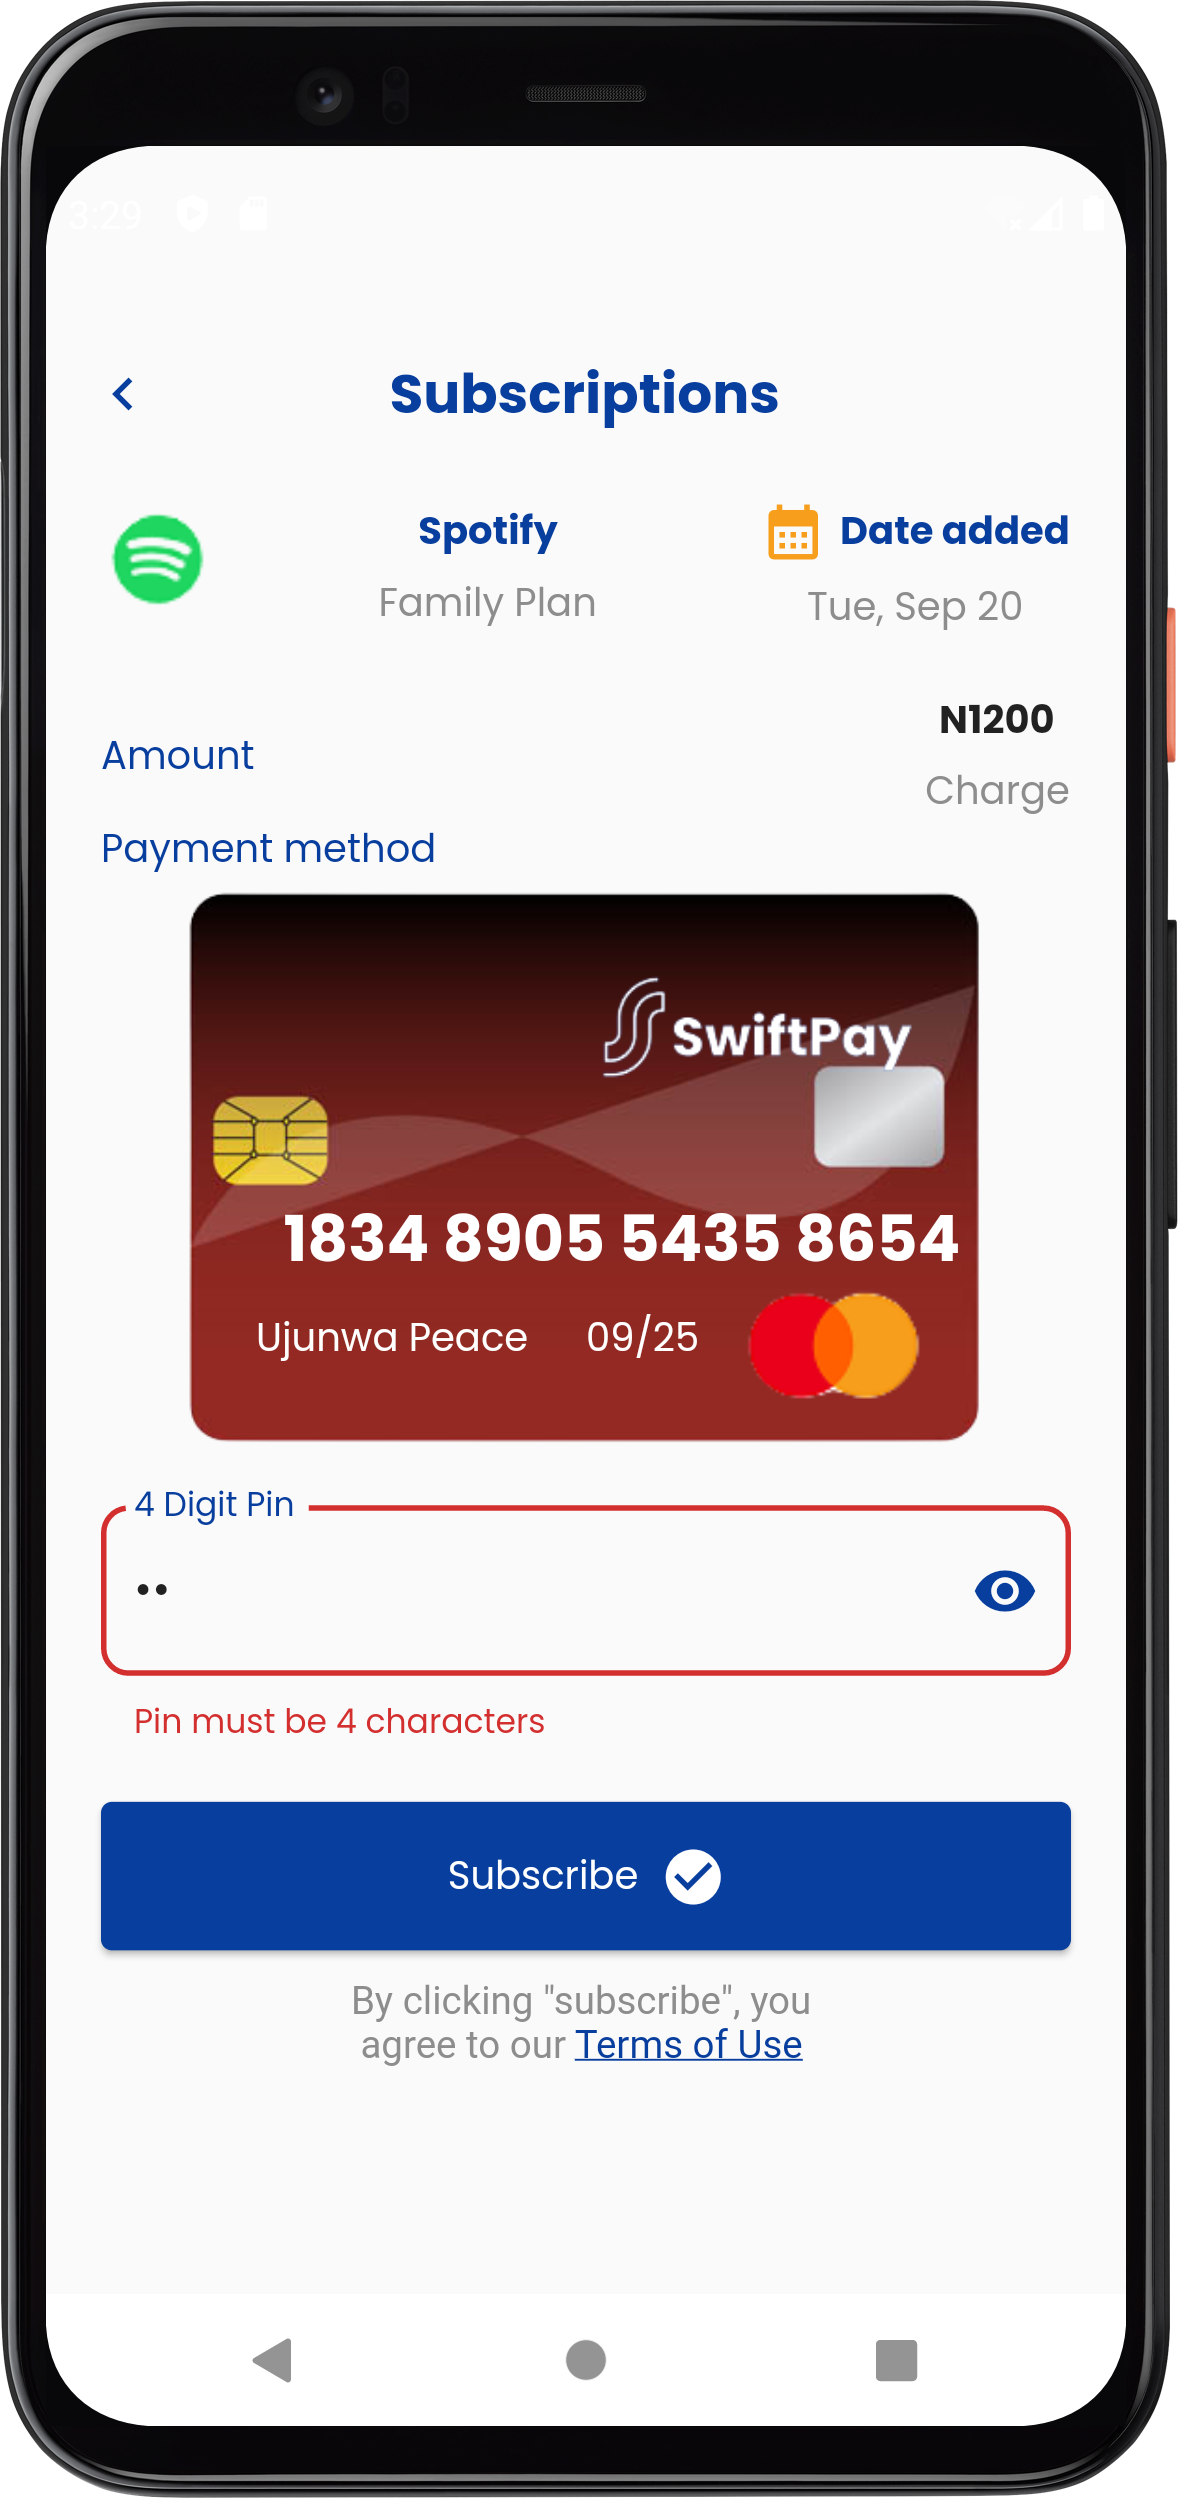 3:29
Subscriptions
Spotify
Date added
Family Plan
Tue, Sep 20
N1200
Amount
Charge
Payment method
SwiftPay
1834 8905 5435 8654
Ujunwa Peace 09/25
4 Digit Pin
••
Pin must be 4 characters
Subscribe
By clicking "subscribe", you
agree to our Terms of Use